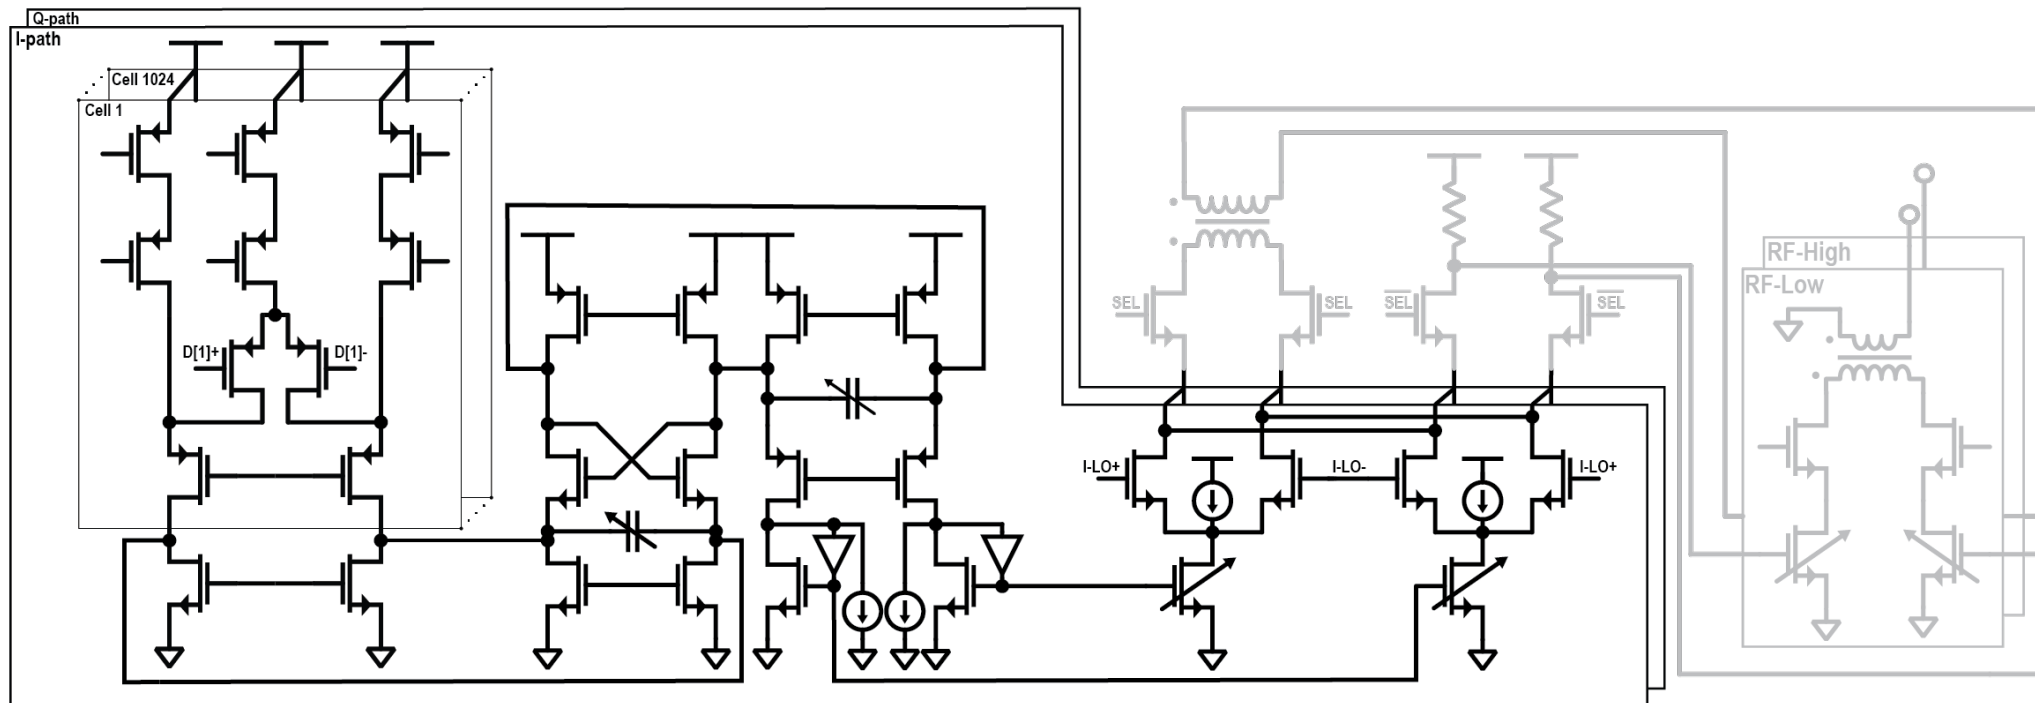 Q-path
I-path
Cell 1024
Cell 1
D[1]+
D[1]-
SEL
SEL
SEL
SEL
RF-High
RF-Low
I-LO+
I-LO-
I-LO+